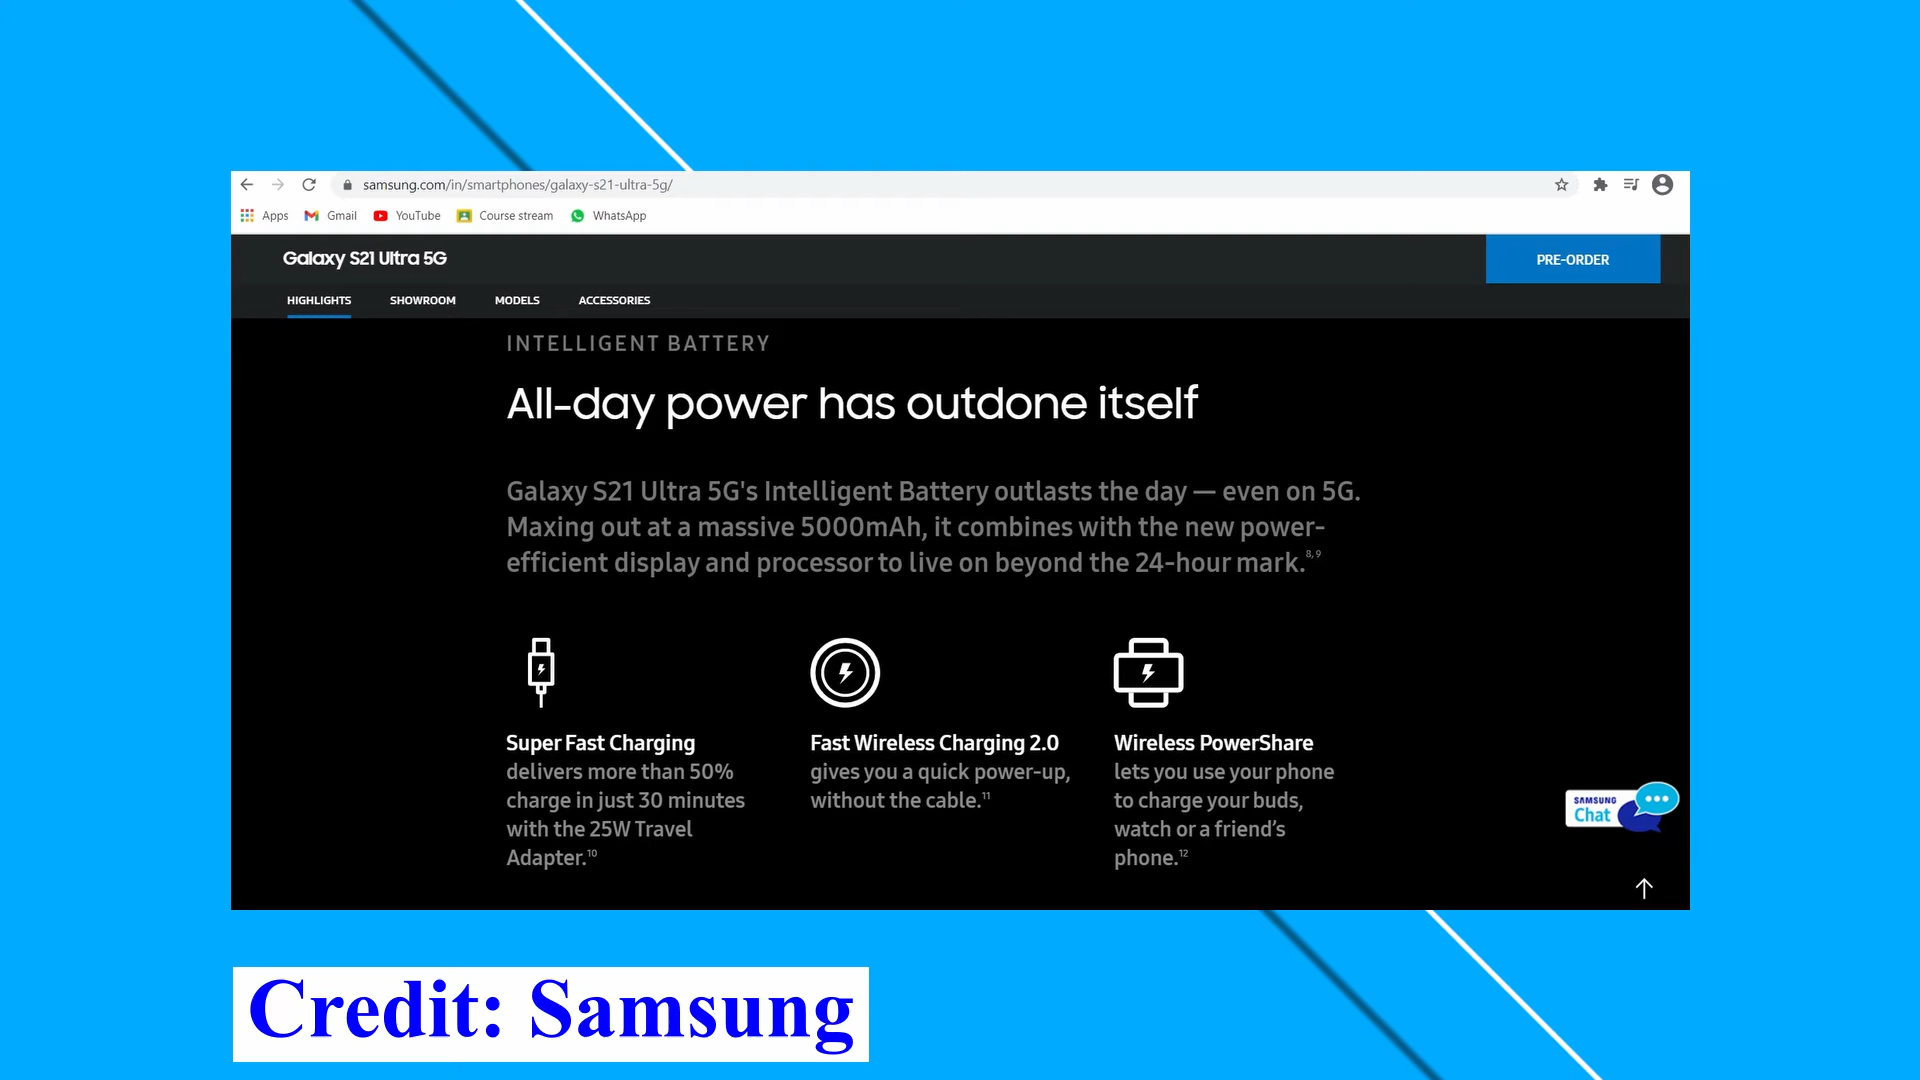 samsung.com/in/smartphones/galaxy-s21-ultra-5g/
Apps Gmail YouTube Course stream WhatsApp
Galaxy S21 Ultra 5G
PRE-ORDER
HIGHLIGHTS SHOWROOM MODELS ACCESSORIES
INTELLIGENT BATTERY
All-day power has outdone itself
Galaxy S21 Ultra 5G's Intelligent Battery outlasts the day — even on 5G.
Maxing out at a massive 5000mAh, it combines with the new power-
efficient display and processor to live on beyond the 24-hour mark.8, 9
Super Fast Charging
delivers more than 50%
charge in just 30 minutes
with the 25W Travel
Adapter.10
Fast Wireless Charging 2.0
gives you a quick power-up,
without the cable.11
Wireless PowerShare
lets you use your phone
to charge your buds,
watch or a friend’s
phone.12
SAMSUNG
Chat
Credit: Samsung